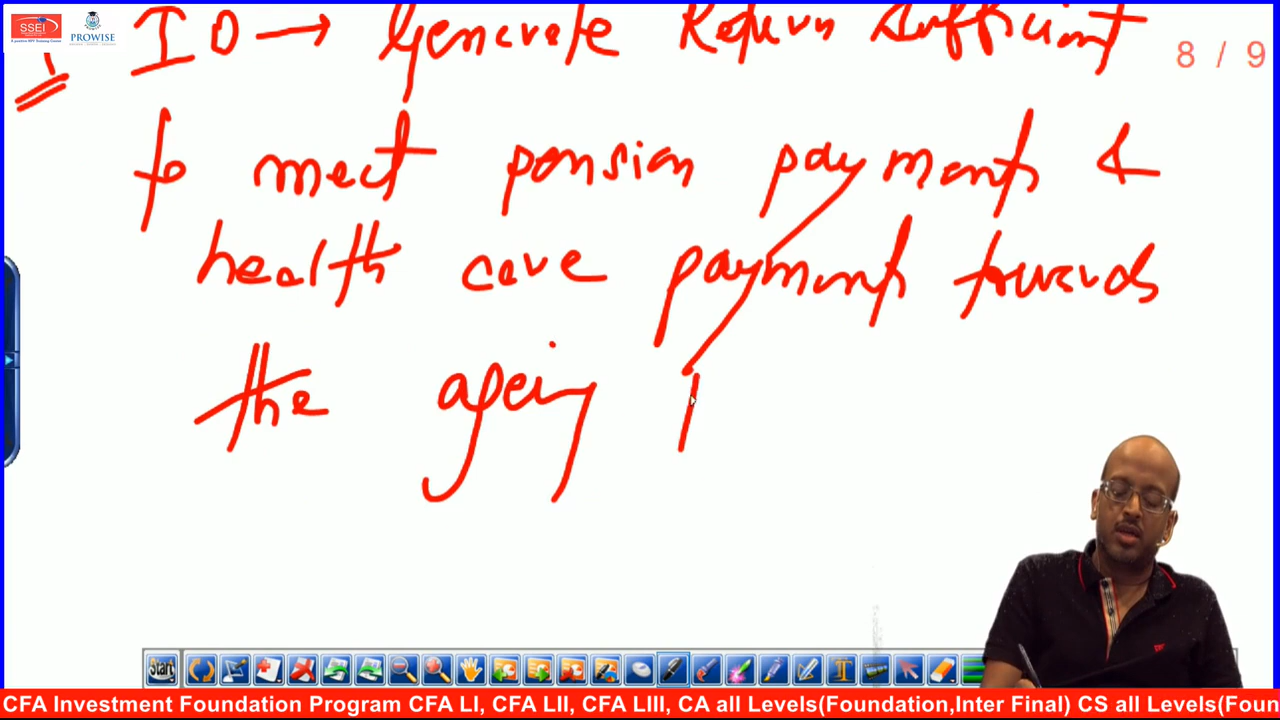 SSEI
PROWISE
8 / 9
IO → Generate Return Sufficient
to meet pension payments &
health care payments towards
the ageing p
Start
CFA Investment Foundation Program CFA LI, CFA LII, CFA LIII, CA all Levels(Foundation,Inter Final) CS all Levels(Foun